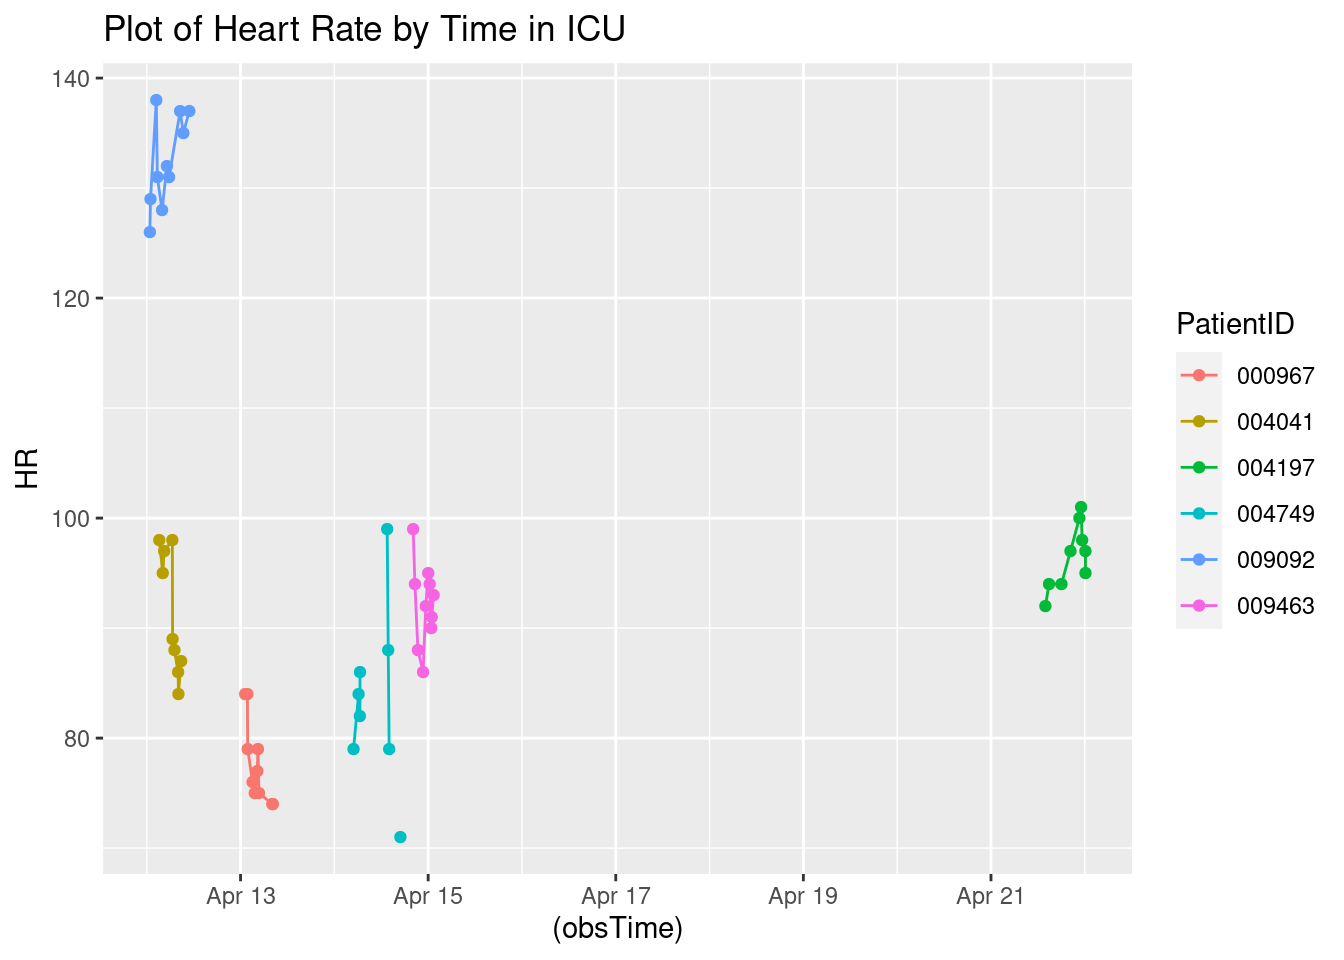 Plot of Heart Rate by Time in ICU
140
120
100
80
HR
Apr 13
Apr 15
Apr 17
Apr 19
Apr 21
(obsTime)
PatientID
000967
004041
004197
004749
009092
009463